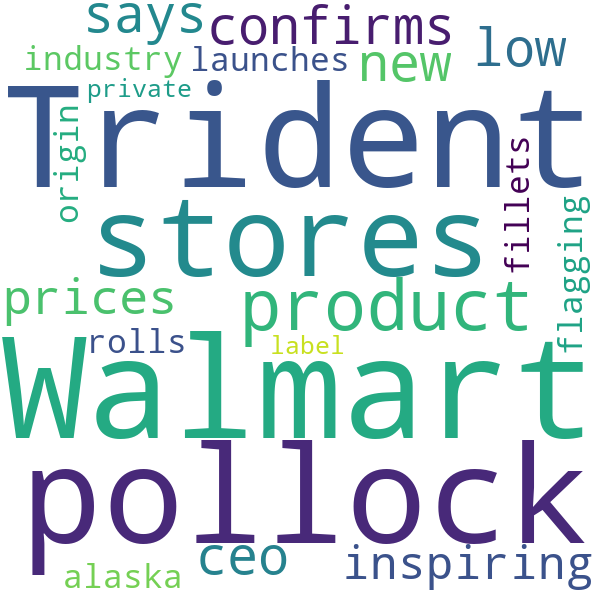 says confirms
industry launches new low
private
Trident
origin
stores
fillets
flagging
prices product
rolls label
Walmart
pollock
alaska ceo inspiring